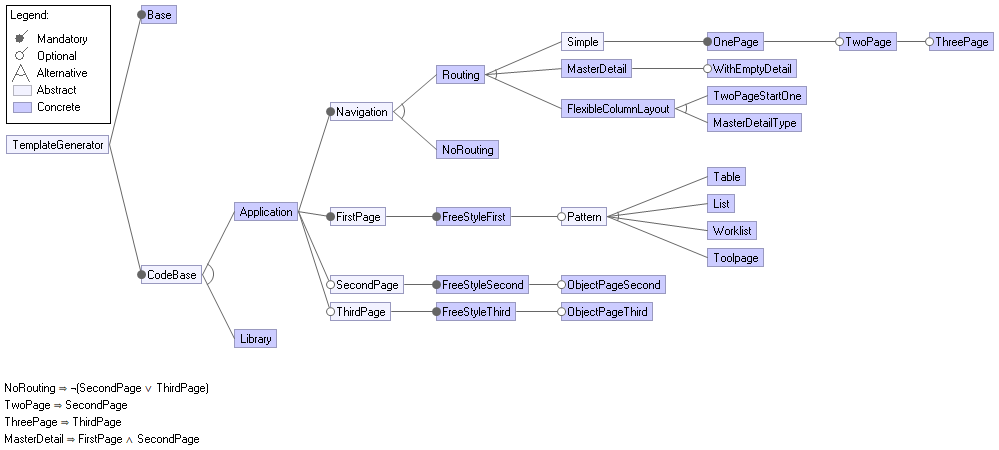 Legend:
Mandatory
Optional
Alternative
Abstract
Concrete
Base
TemplateGenerator
CodeBase
Application
Library
Navigation
FirstPage
SecondPage
ThirdPage
Routing
NoRouting
FreeStyleFirst
FreeStyleSecond
FreeStyleThird
Simple
MasterDetail
FlexibleColumnLayout
Pattern
ObjectPageSecond
ObjectPageThird
OnePage
WithEmptyDetail
TwoPageStartOne
MasterDetailType
Table
List
Worklist
Toolpage
TwoPage
ThreePage
NoRouting ⇒ ¬(SecondPage ∨ ThirdPage)
TwoPage ⇒ SecondPage
ThreePage ⇒ ThirdPage
MasterDetail ⇒ FirstPage ∧ SecondPage